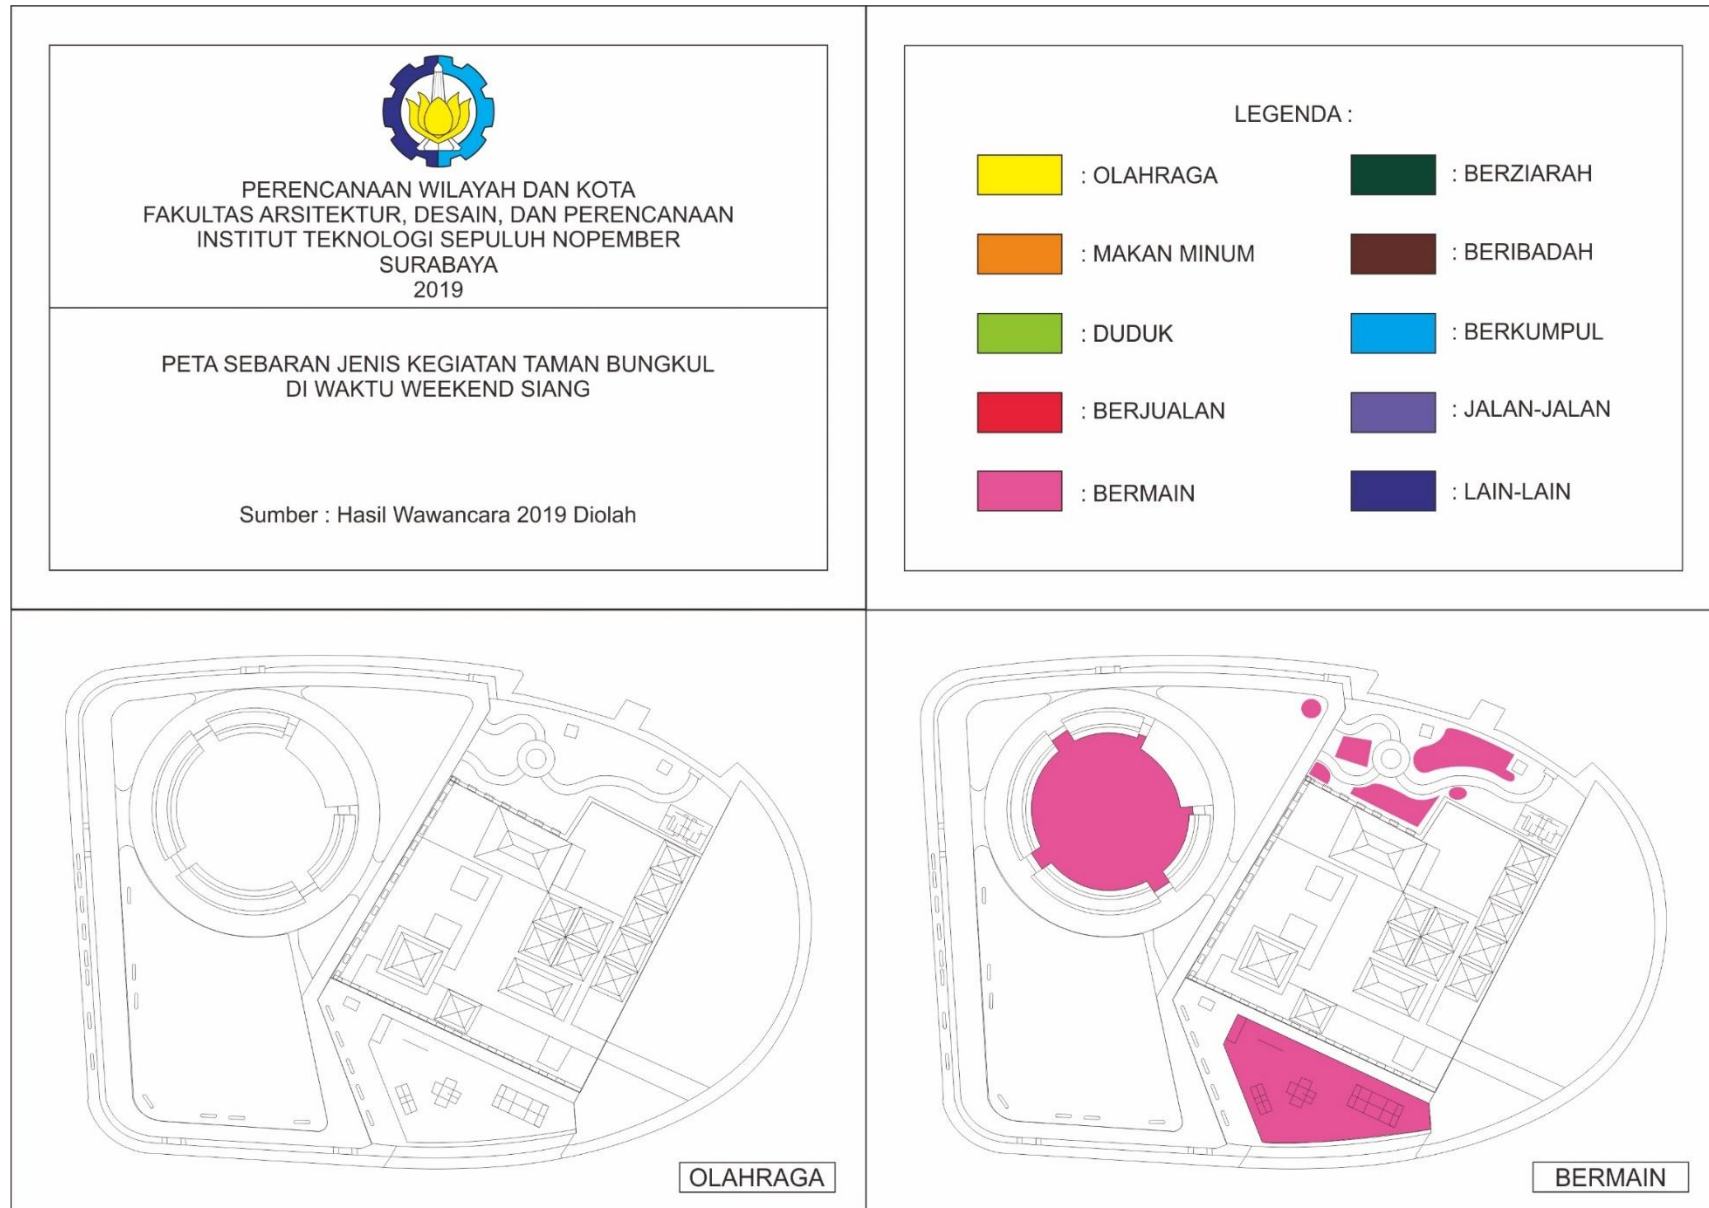 PERENCANAAN WILAYAH DAN KOTA
FAKULTAS ARSITEKTUR, DESAIN, DAN PERENCANAAN
INSTITUT TEKNOLOGI SEPULUH NOPEMBER
SURABAYA
2019
PETA SEBARAN JENIS KEGIATAN TAMAN BUNGKUL
DI WAKTU WEEKEND SIANG
Sumber : Hasil Wawancara 2019 Diolah
LEGENDA :
: OLAHRAGA
: MAKAN MINUM
: DUDUK
: BERJUALAN
: BERMAIN
: BERZIARAH
: BERIBADAH
: BERKUMPUL
: JALAN-JALAN
: LAIN-LAIN
OLAHRAGA
BERMAIN